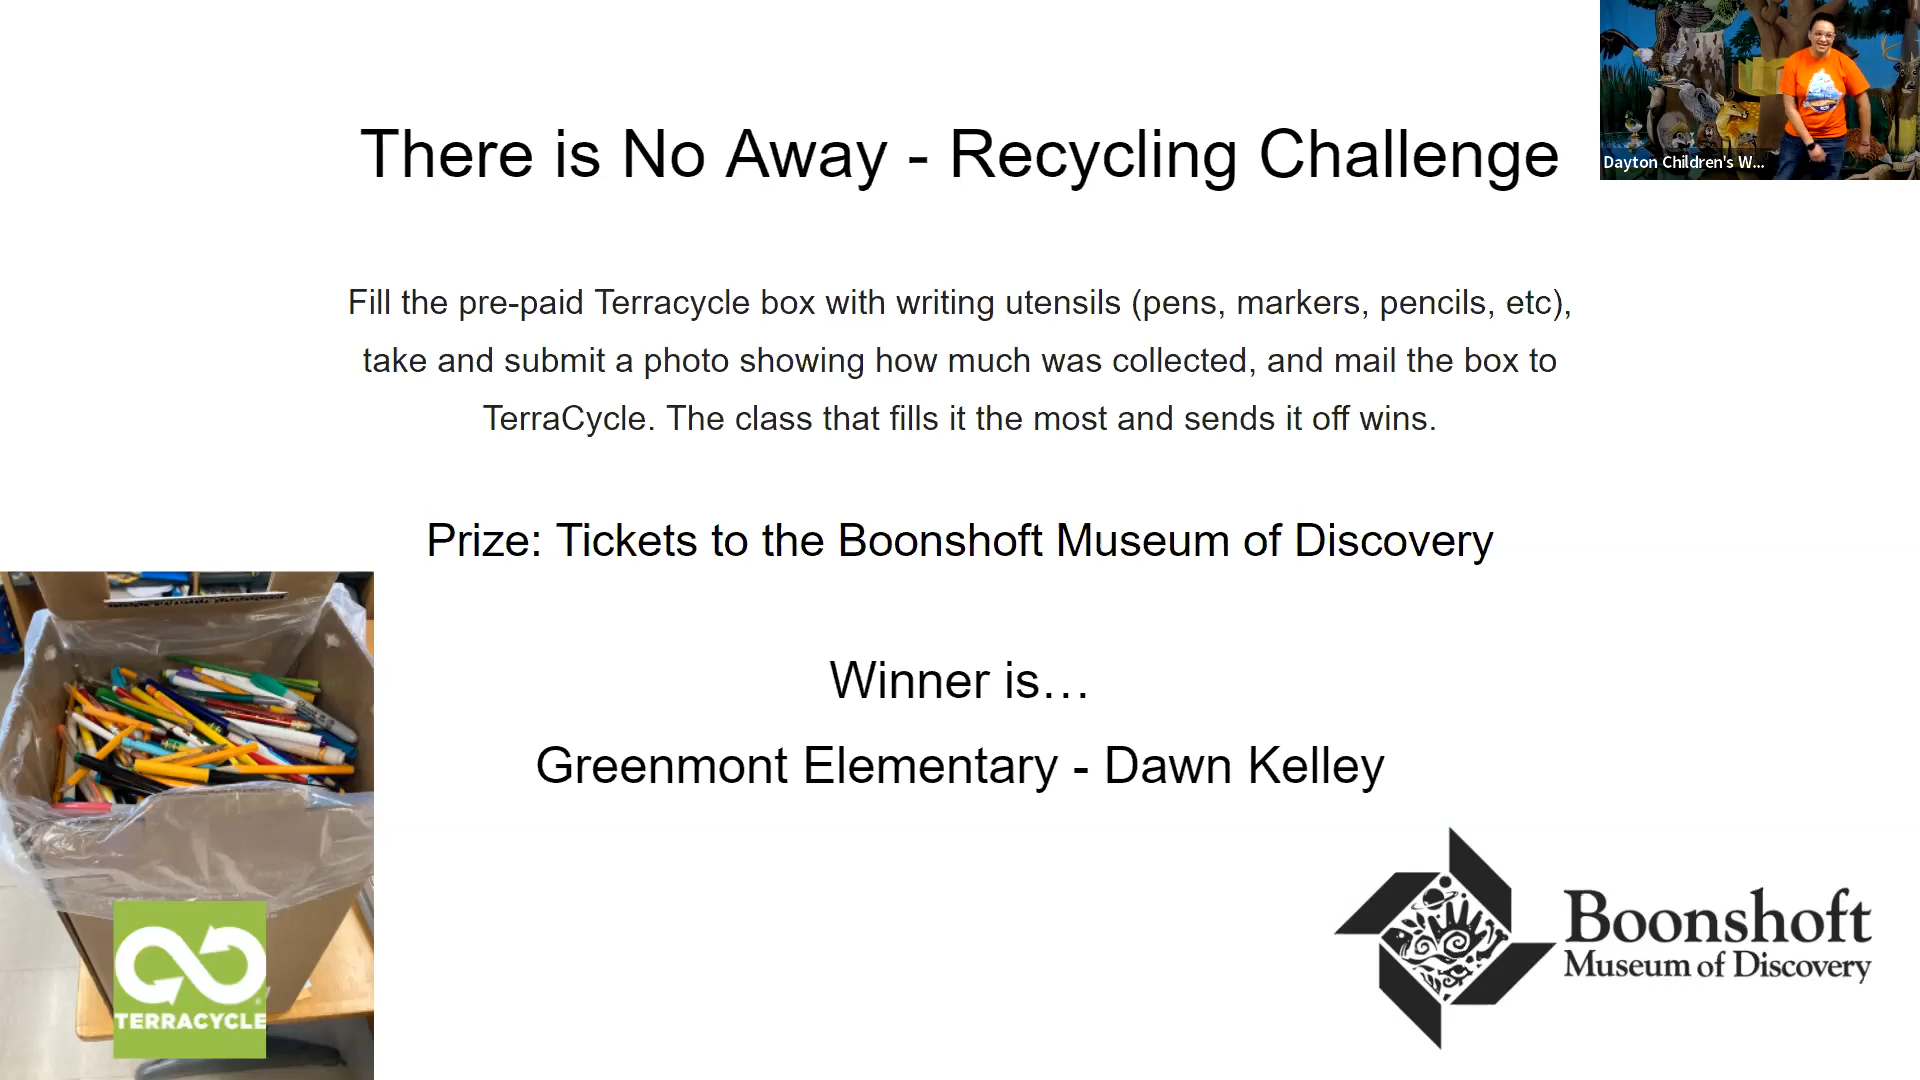 There is No Away - Recycling Challenge
Dayton Children's W...
Fill the pre-paid Terracycle box with writing utensils (pens, markers, pencils, etc),
take and submit a photo showing how much was collected, and mail the box to
TerraCycle. The class that fills it the most and sends it off wins.
Prize: Tickets to the Boonshoft Museum of Discovery
Winner is…
Greenmont Elementary - Dawn Kelley
TERRACYCLE®
Boonshoft
Museum of Discovery